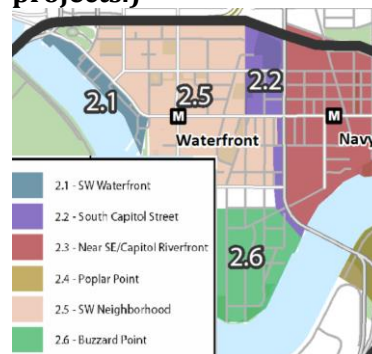 projects.)
2.1
2.5
2.2
M
M
Waterfront
Navy
2.6
2.1 - SW Waterfront
2.2 - South Capitol Street
2.3 - Near SE/Capitol Riverfront
2.4 - Poplar Point
2.5 - SW Neighborhood
2.6 - Buzzard Point